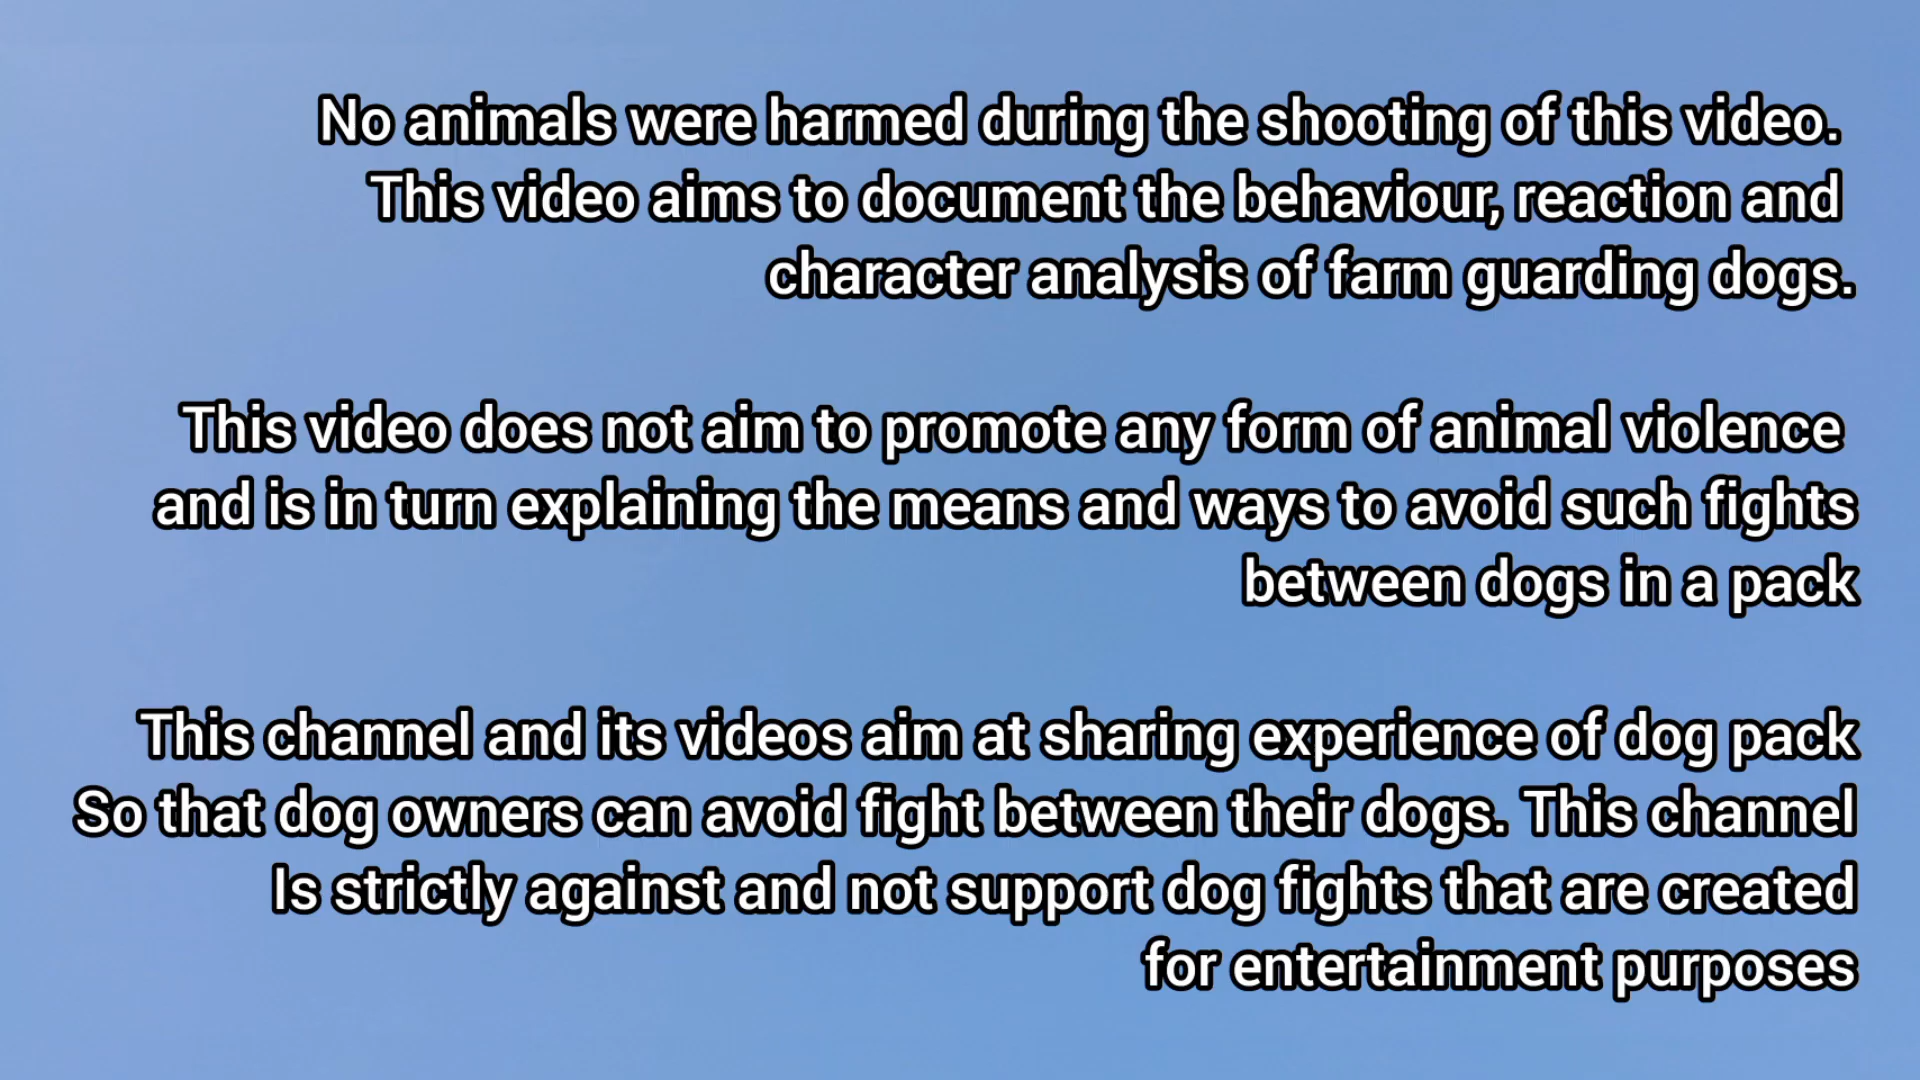 No animals were harmed during the shooting of this video.
This video aims to document the behaviour, reaction and
character analysis of farm guarding dogs.
This video does not aim to promote any form of animal violence
and is in turn explaining the means and ways to avoid such fights
between dogs in a pack
This channel and its videos aim at sharing experience of dog pack
So that dog owners can avoid fight between their dogs. This channel
Is strictly against and not support dog fights that are created
for entertainment purposes